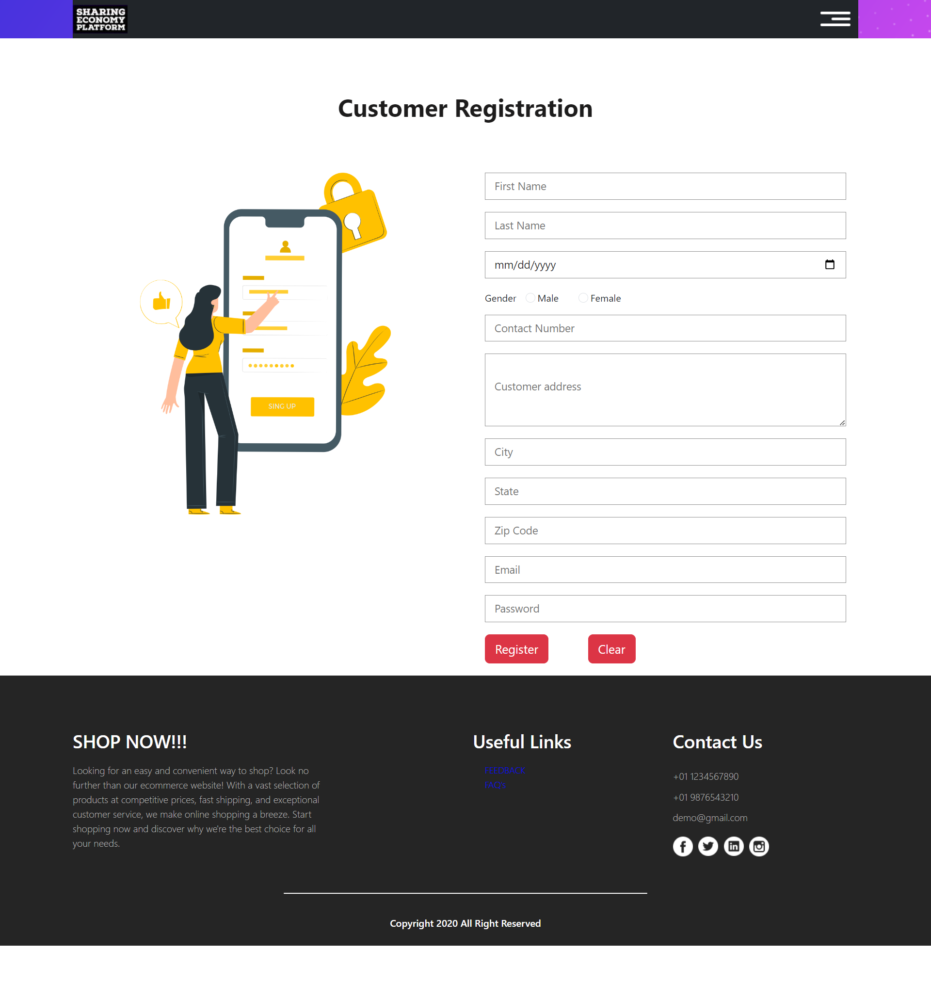 SHARING
ECONOMY
PLATFORM
Customer Registration
SING UP
First Name
Last Name
mm/dd/yyyy
Gender Male Female
Contact Number
Customer address
City
State
Zip Code
Email
Password
Register Clear
SHOP NOW!!!
Looking for an easy and convenient way to shop? Look no
further than our ecommerce website! With a vast selection of
products at competitive prices, fast shipping, and exceptional
customer service, we make online shopping a breeze. Start
shopping now and discover why we're the best choice for all
your needs.
Useful Links
FEEDBACK
FAQ's
Contact Us
+01 1234567890
+01 9876543210
demo@gmail.com
Copyright 2020 All Right Reserved